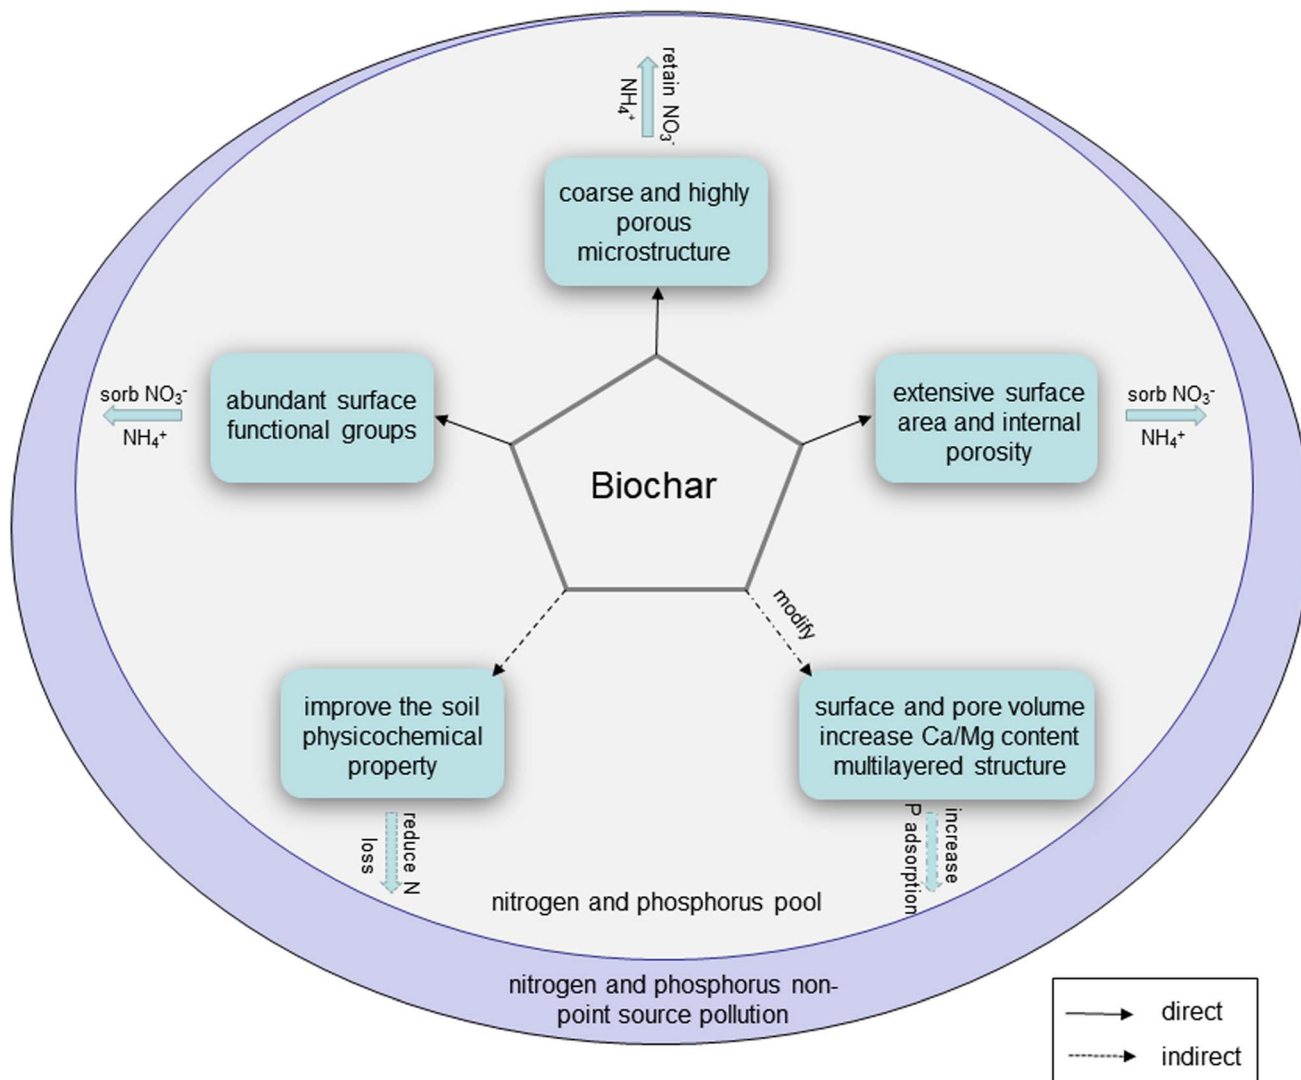 retain NO₃⁻
NH₄⁺
coarse and highly
porous
microstructure
sorb NO₃⁻
NH₄⁺
abundant surface
functional groups
extensive surface
area and internal
porosity
sorb NO₃⁻
NH₄⁺
Biochar
modify
improve the soil
physicochemical
property
surface and pore volume
increase Ca/Mg content
multilayered structure
reduce N
loss
increase
P adsorption
nitrogen and phosphorus pool
nitrogen and phosphorus non-
point source pollution
direct
indirect